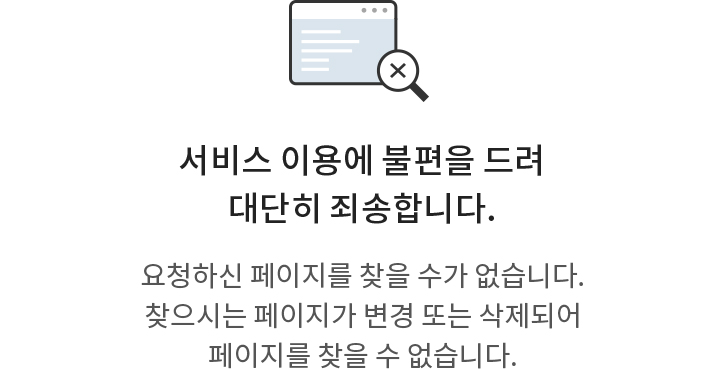 서비스 이용에 불편을 드려
대단히 죄송합니다.
요청하신 페이지를 찾을 수가 없습니다.
찾으시는 페이지가 변경 또는 삭제되어
페이지를 찾을 수 없습니다.